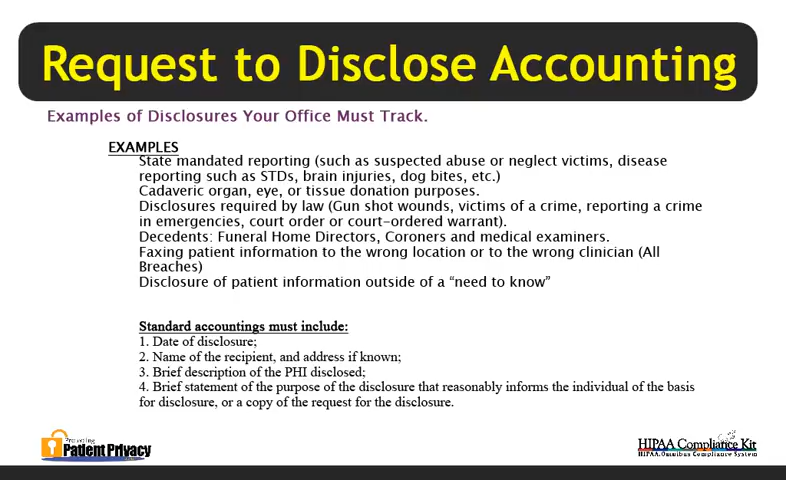 Request to Disclose Accounting
Examples of Disclosures Your Office Must Track.
EXAMPLES
State mandated reporting (such as suspected abuse or neglect victims, disease
reporting such as STDs, brain injuries, dog bites, etc.)
Cadaveric organ, eye, or tissue donation purposes.
Disclosures required by law (Gun shot wounds, victims of a crime, reporting a crime
in emergencies, court order or court-ordered warrant).
Decedents: Funeral Home Directors, Coroners and medical examiners.
Faxing patient information to the wrong location or to the wrong clinician (All
Breaches)
Disclosure of patient information outside of a “need to know”
Standard accountings must include:
1. Date of disclosure;
2. Name of the recipient, and address if known;
3. Brief description of the PHI disclosed;
4. Brief statement of the purpose of the disclosure that reasonably informs the individual of the basis
for disclosure, or a copy of the request for the disclosure.
Patient Privacy
HIPAA Compliance Kit
HIPAA Omnibus Compliance System